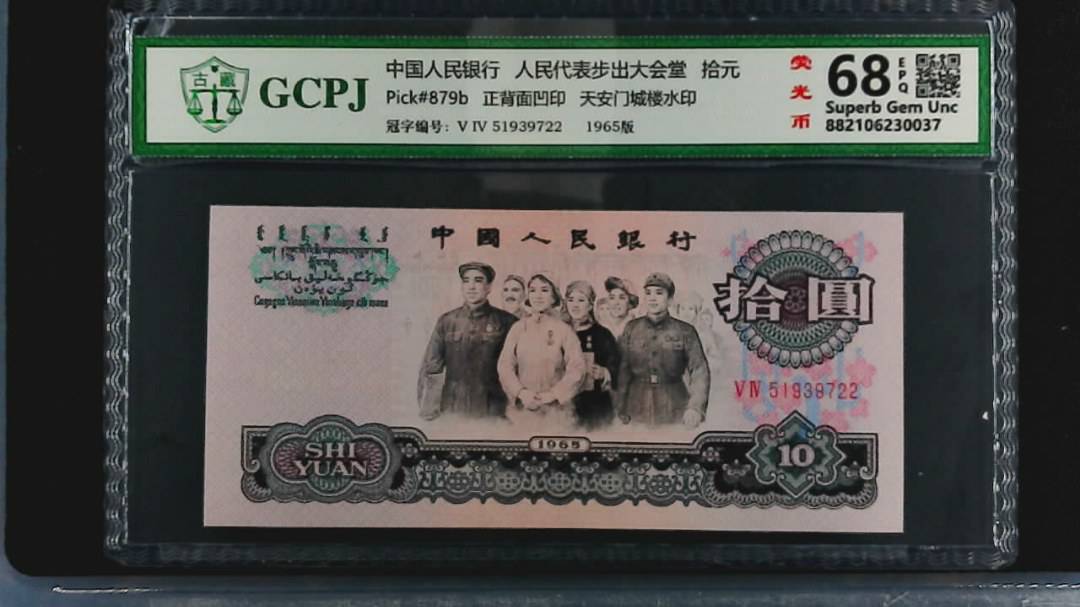 古藏
GCPJ
中国人民银行 人民代表步出大会堂 拾元
Pick#879b 正背面凹印 天安门城楼水印
冠字编号: V IV 51939722 1965版
荧光币
68 EPQ
Superb Gem Unc
882106230037
中國人民銀行
拾圓
V IV 51939722
1965
SHI
YUAN
10